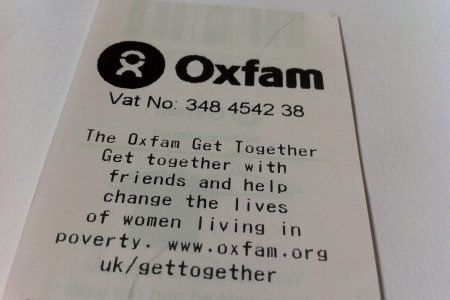 Oxfam
Vat No: 348 4542 38
The Oxfam Get Together
Get together with
friends and help
change the lives
of women living in
poverty. www.oxfam.org
uk/gettogether